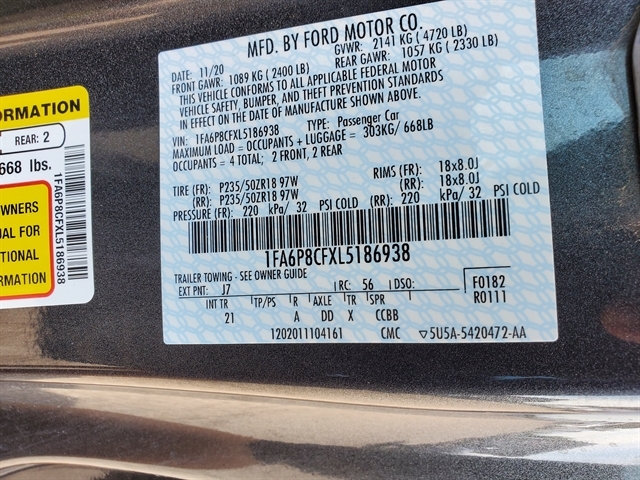 MFD. BY FORD MOTOR CO.
DATE: 11/20 GVWR: 2141 KG ( 4720 LB)
FRONT GAWR: 1089 KG ( 2400 LB) REAR GAWR: 1057 KG ( 2330 LB)
THIS VEHICLE CONFORMS TO ALL APPLICABLE FEDERAL MOTOR
VEHICLE SAFETY, BUMPER, AND THEFT PREVENTION STANDARDS
IN EFFECT ON THE DATE OF MANUFACTURE SHOWN ABOVE.
VIN: 1FA6P8CFXL5186938 TYPE: Passenger Car
MAXIMUM LOAD = OCCUPANTS + LUGGAGE = 303KG/ 668LB
OCCUPANTS = 4 TOTAL; 2 FRONT, 2 REAR
TIRE (FR): P235/50ZR18 97W RIMS (FR): 18x8.0J
(RR): P235/50ZR18 97W (RR): 18x8.0J
PRESSURE (FR): 220 kPa/ 32 PSI COLD (RR): 220 kPa/ 32 PSI COLD
1FA6P8CFXL5186938
TRAILER TOWING - SEE OWNER GUIDE
EXT PNT: J7 RC: 56 DSO: F0182
INT TR TP/PS R AXLE TR SPR R0111
21 A DD X CCBB
1202011104161 CMC ▽5U5A-5420472-AA
FORMATION
REAR: 2
668 lbs.
WNERS
UAL FOR
TIONAL
RMATION
1FA6P8CFXL5186938